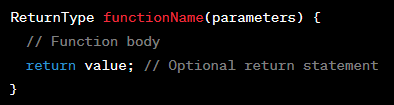 ReturnType functionName(parameters) {
  // Function body
  return value; // Optional return statement
}